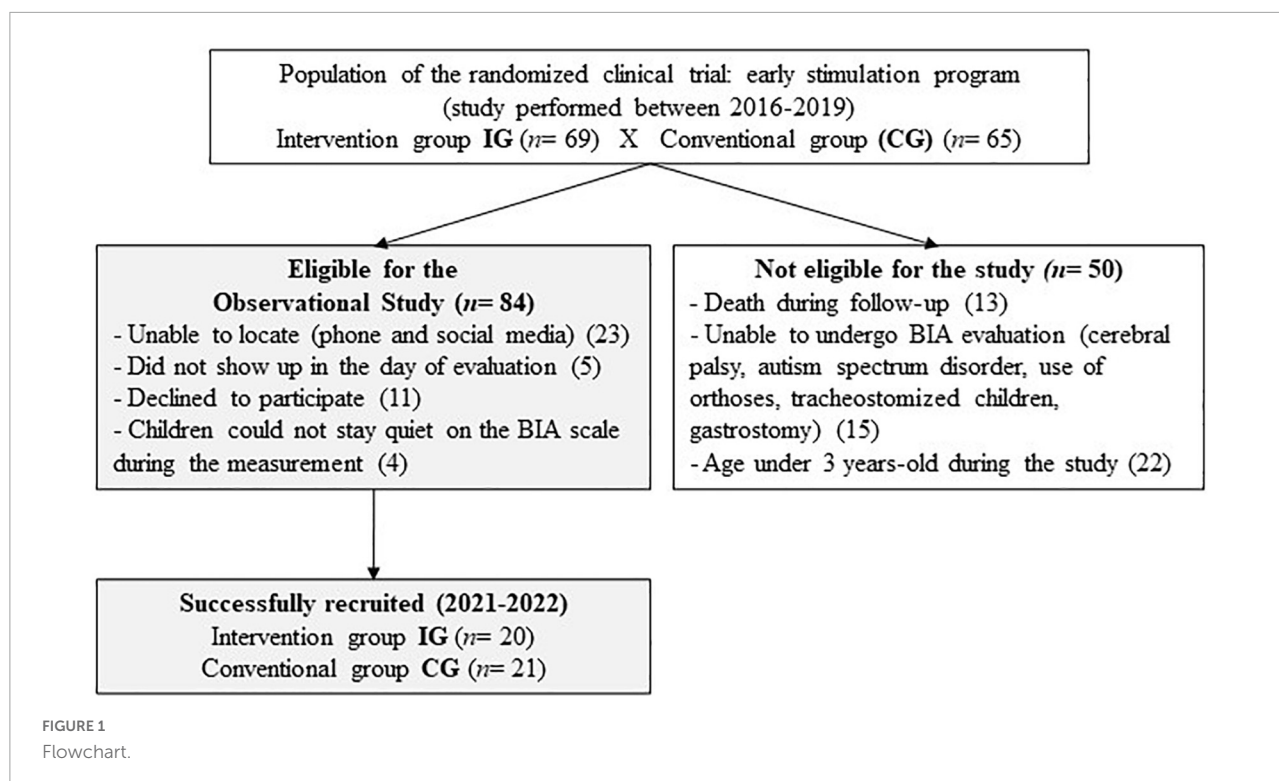 Population of the randomized clinical trial: early stimulation program
(study performed between 2016-2019)
Intervention group IG (n= 69) X Conventional group (CG) (n= 65)
Eligible for the
Observational Study (n= 84)
- Unable to locate (phone and social media) (23)
- Did not show up in the day of evaluation (5)
- Declined to participate (11)
- Children could not stay quiet on the BIA scale
during the measurement (4)
Not eligible for the study (n= 50)
- Death during follow-up (13)
- Unable to undergo BIA evaluation (cerebral
palsy, autism spectrum disorder, use of
orthoses, tracheostomized children,
gastrostomy) (15)
- Age under 3 years-old during the study (22)
Successfully recruited (2021-2022)
Intervention group IG (n= 20)
Conventional group CG (n= 21)
FIGURE 1
Flowchart.